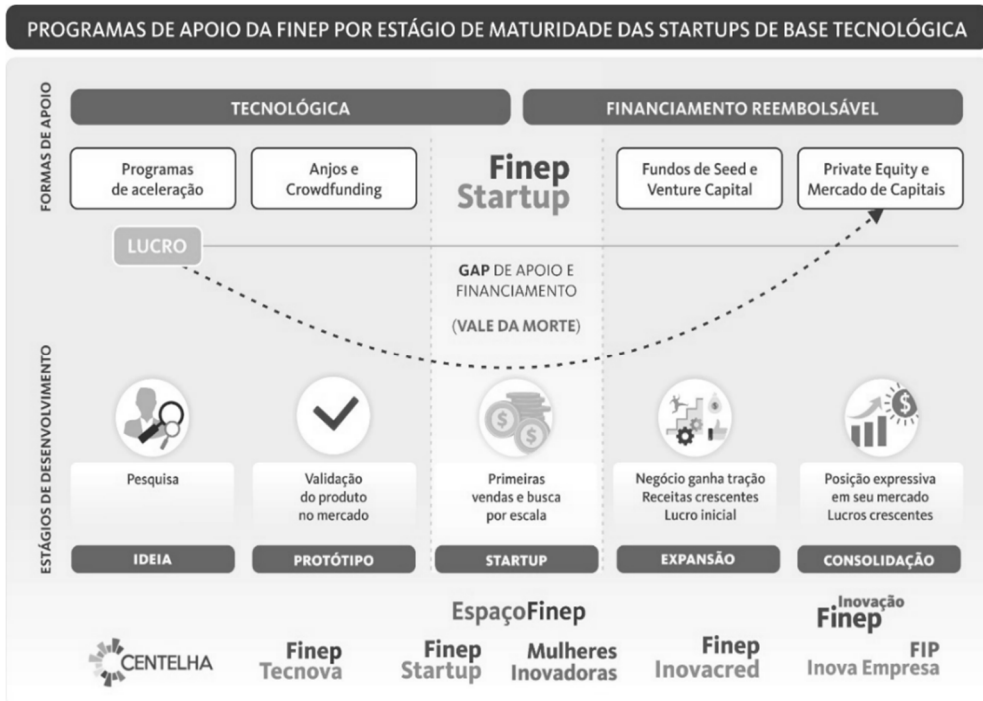 PROGRAMAS DE APOIO DA FINEP POR ESTÁGIO DE MATURIDADE DAS STARTUPS DE BASE TECNOLÓGICA
FORMAS DE APOIO
TECNOLÓGICA
FINANCIAMENTO REEMBOLSÁVEL
Programas
de aceleração
Anjos e
Crowdfunding
Finep
Startup
Fundos de Seed e
Venture Capital
Private Equity e
Mercado de Capitais
LUCRO
GAP DE APOIO E
FINANCIAMENTO
(VALE DA MORTE)
ESTÁGIOS DE DESENVOLVIMENTO
$
$
$
$
Pesquisa
Validação
do produto
no mercado
Primeiras
vendas e busca
por escala
Negócio ganha tração
Receitas crescentes
Lucro inicial
Posição expressiva
em seu mercado
Lucros crescentes
IDEIA
PROTÓTIPO
STARTUP
EXPANSÃO
CONSOLIDAÇÃO
CENTELHA
Finep
Tecnova
EspaçoFinep
Finep
Startup
Mulheres
Inovadoras
Finep
Inovacred
Inovação
Finep
FIP
Inova Empresa